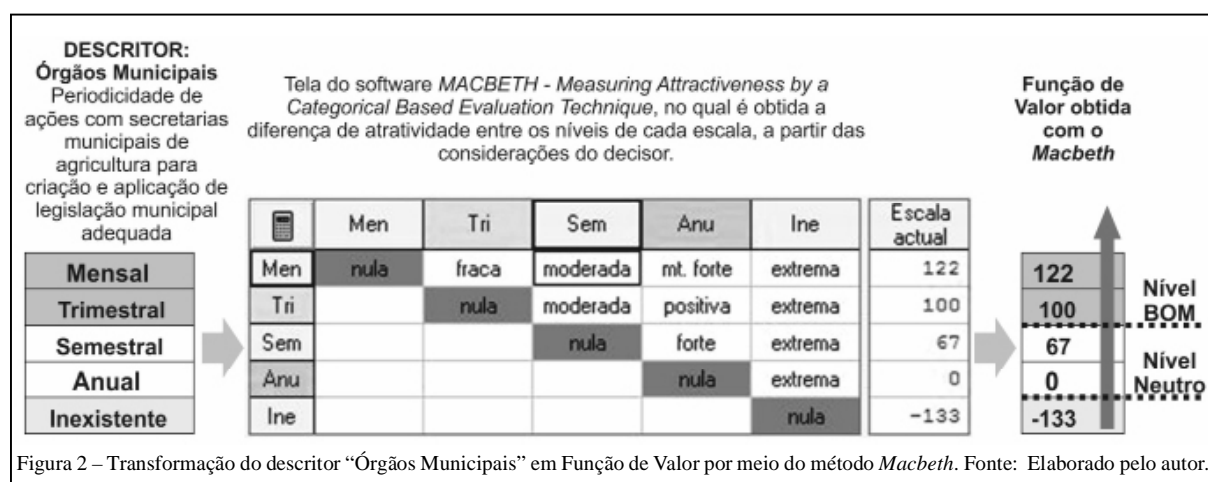 DESCRITOR:
Órgãos Municipais
Periodicidade de
ações com secretarias
municipais de
agricultura para
criação e aplicação de
legislação municipal
adequada
Mensal
Trimestral
Semestral
Anual
Inexistente
Tela do software MACBETH - Measuring Attractiveness by a
Categorical Based Evaluation Technique, no qual é obtida a
diferença de atratividade entre os níveis de cada escala, a partir das
considerações do decisor.
Men Tri Sem Anu Ine Escala
actual
Men nula fraca moderada mt. forte extrema 122
Tri nula moderada positiva extrema 100
Sem nula forte extrema 67
Anu nula extrema 0
Ine nula -133
Função de
Valor obtida
com o
Macbeth
122
100
67
0
-133
Nível
BOM
Nível
Neutro
Figura 2 – Transformação do descritor “Órgãos Municipais” em Função de Valor por meio do método Macbeth. Fonte: Elaborado pelo autor.